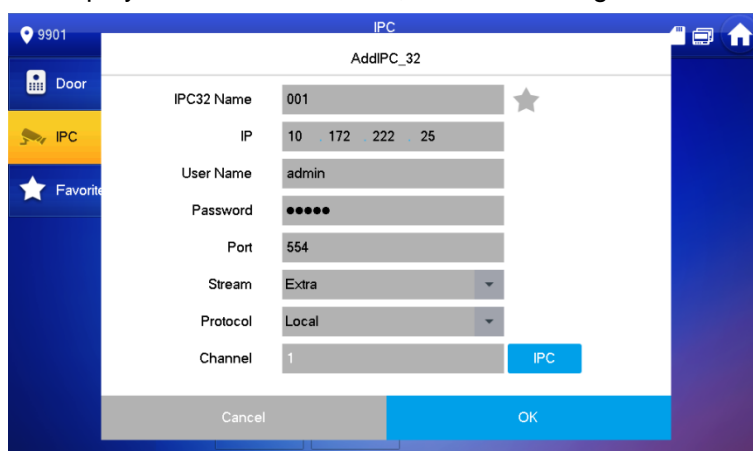 9901
IPC
Door
IPC
Favorite
AddIPC_32
IPC32 Name 001
IP 10 . 172 . 222 . 25
User Name admin
Password ●●●●●
Port 554
Stream Extra
Protocol Local
Channel 1 IPC
Cancel OK